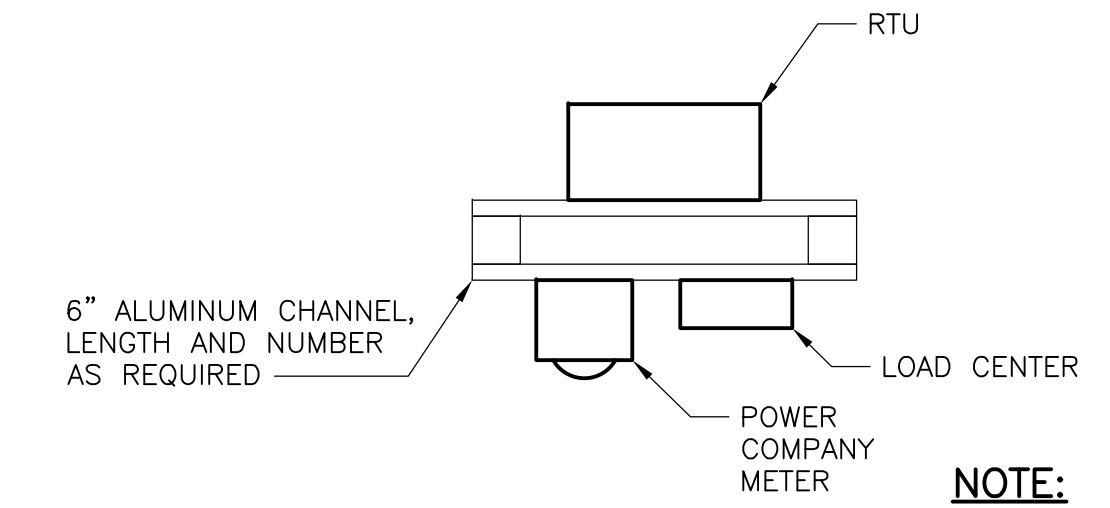 RTU
6” ALUMINUM CHANNEL,
LENGTH AND NUMBER
AS REQUIRED
LOAD CENTER
POWER
COMPANY
METER
NOTE: